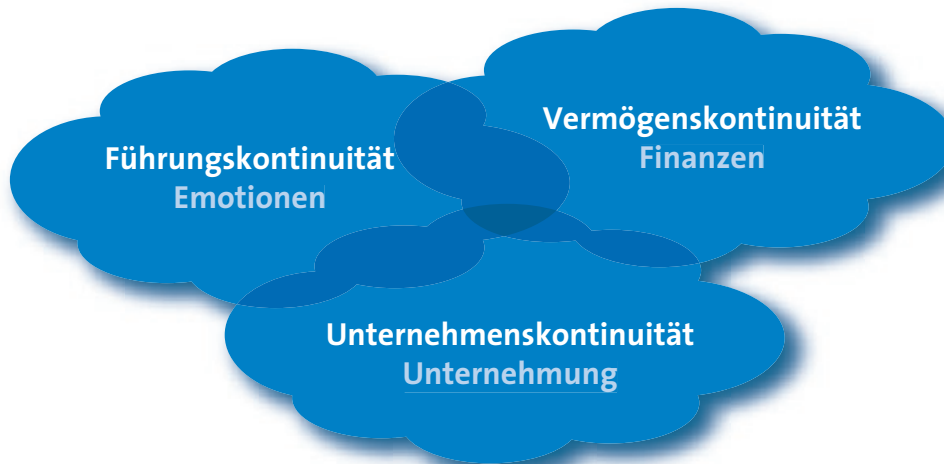 Vermögenskontinuität
Finanzen
Führungskontinuität
Emotionen
Unternehmenskontinuität
Unternehmung